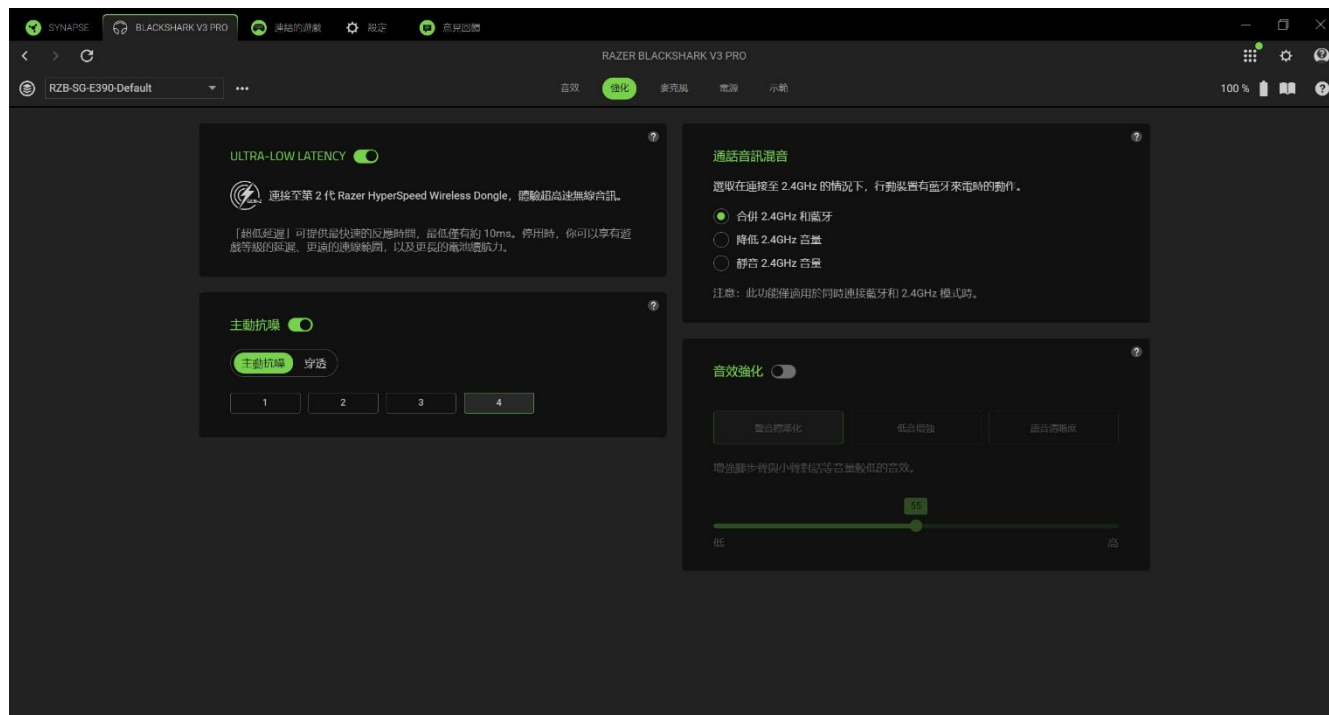 SYNAPSE
BLACKSHARK V3 PRO
連結的遊戲
設定
意見回饋
RAZER BLACKSHARK V3 PRO
RZB-SG-E390-Default
音效
強化
麥克風
電源
示範
100 %
ULTRA-LOW LATENCY
連接至第 2 代 Razer HyperSpeed Wireless Dongle，體驗超高速無線音訊。
「超低延遲」可提供最快速的反應時間，最低僅有約 10ms。停用時，你可以享有遊
戲等級的延遲、更遠的連線範圍，以及更長的電池續航力。
主動抗噪
主動抗噪
穿透
1
2
3
4
通話音訊混音
選取在連接至 2.4GHz 的情況下，行動裝置有藍牙來電時的動作。
合併 2.4GHz 和藍牙
降低 2.4GHz 音量
靜音 2.4GHz 音量
注意：此功能僅適用於同時連接藍牙和 2.4GHz 模式時。
音效強化
聲音標準化
低音增強
語音清晰度
增強腳步聲與小聲對話等音量較低的音效。
55
低
高